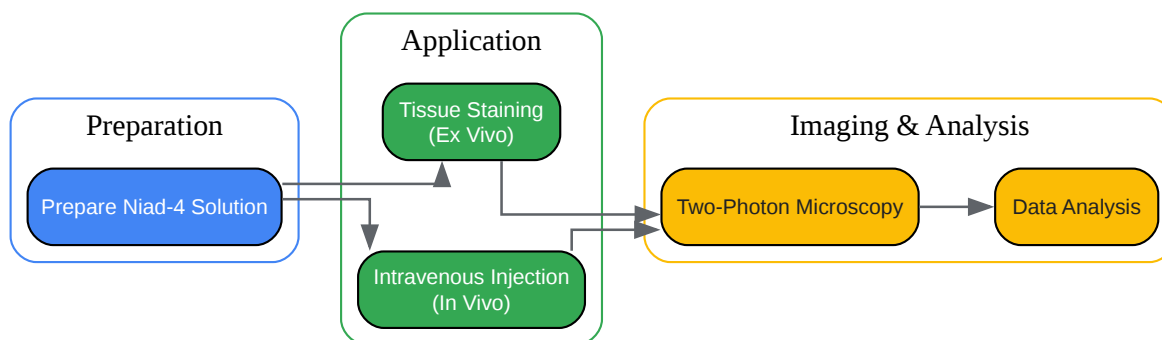 Preparation
Prepare Niad-4 Solution
Application
Tissue Staining
(Ex Vivo)
Intravenous Injection
(In Vivo)
Imaging & Analysis
Two-Photon Microscopy
Data Analysis